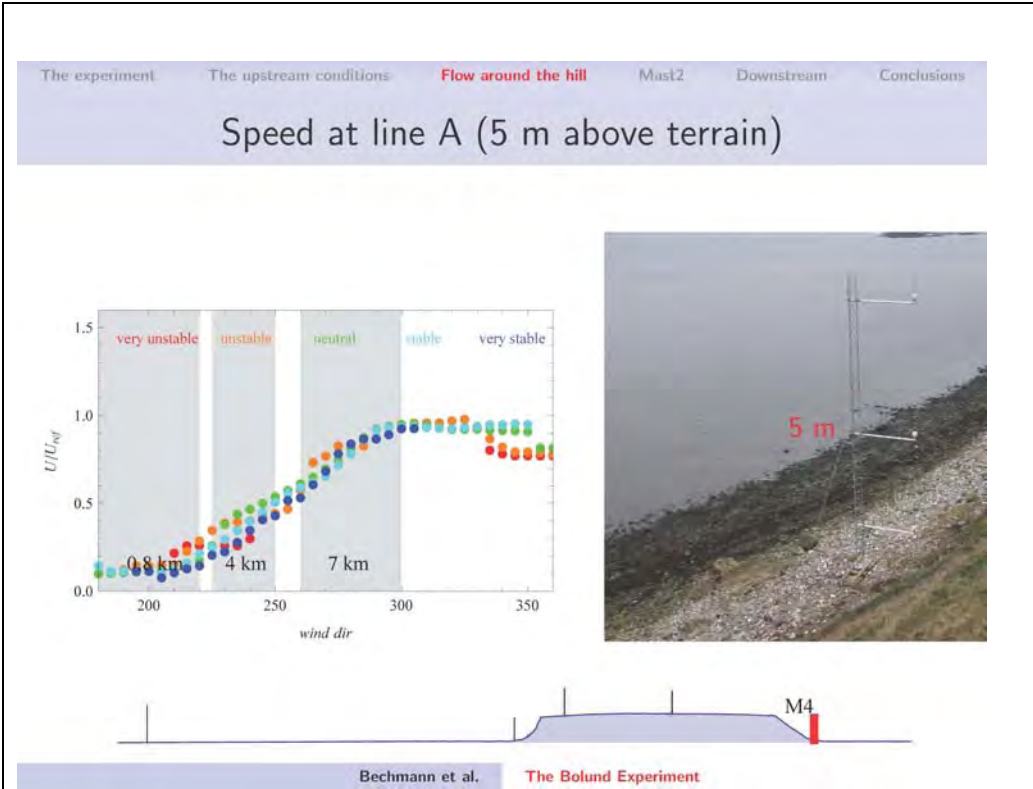 The experiment The upstream conditions Flow around the hill Mast2 Downstream Conclusions
Speed at line A (5 m above terrain)
very unstable unstable neutral stable very stable
1.5
1.0
0.5
0.0
U/U_ref
0.8 km 4 km 7 km
200 250 300 350
wind dir
5 m
M4
Bechmann et al. The Bolund Experiment